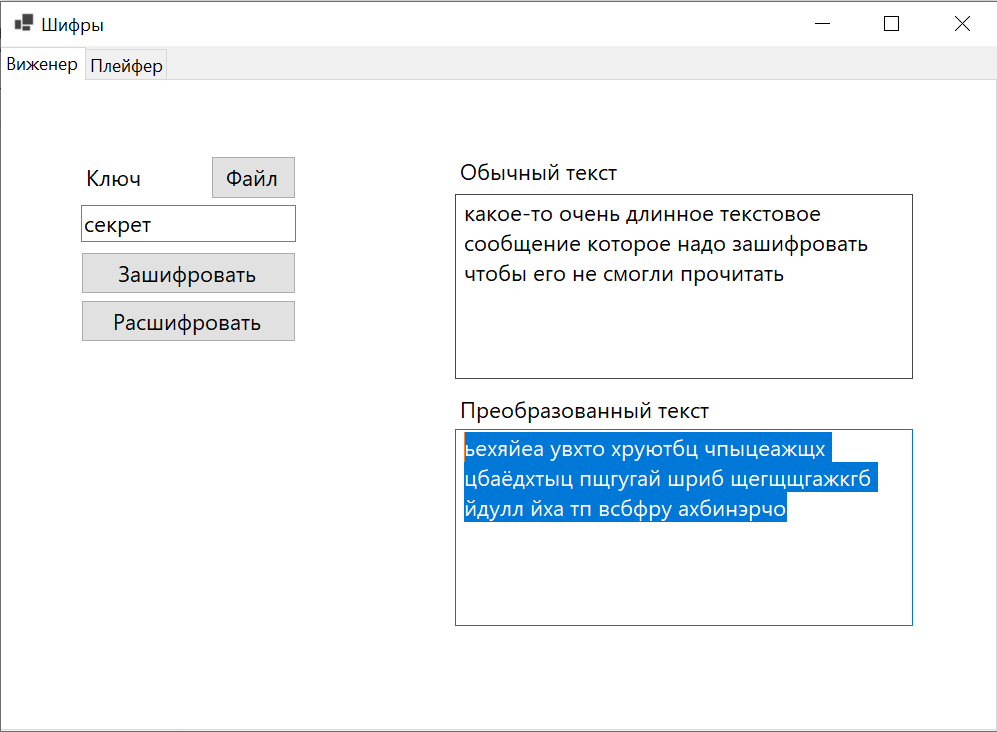 Шифры
Виженер
Плейфер
Ключ
Файл
секрет
Зашифровать
Расшифровать
Обычный текст
какое-то очень длинное текстовое
сообщение которое надо зашифровать
чтобы его не смогли прочитать
Преобразованный текст
ьехяйеа увхто хруютбц чпыцеажщх
цбаёдхтыц пщгугай шриб щегщщгажкгб
йдулл йха тп всбфру ахбинэрчо